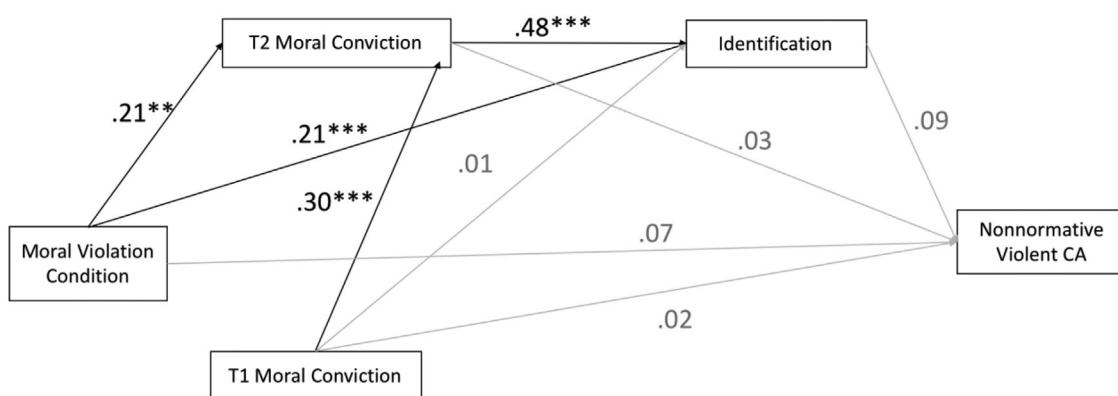 T2 Moral Conviction
.48***
Identification
.21**
.21***
.01
.03
.09
.30***
Moral Violation
Condition
.07
Nonnormative
Violent CA
.02
T1 Moral Conviction